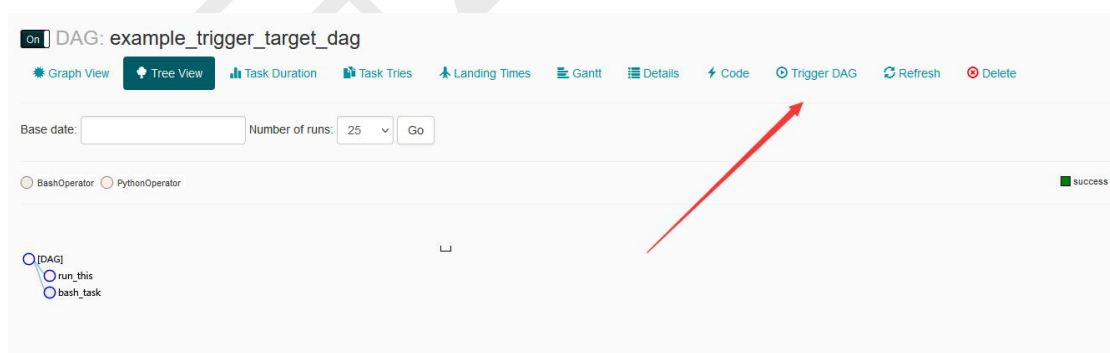 On DAG: example_trigger_target_dag
Graph View Tree View Task Duration Task Tries Landing Times Gantt Details Code Trigger DAG Refresh Delete
Base date: Number of runs: 25 Go
BashOperator PythonOperator success
[DAG]
run_this
bash_task